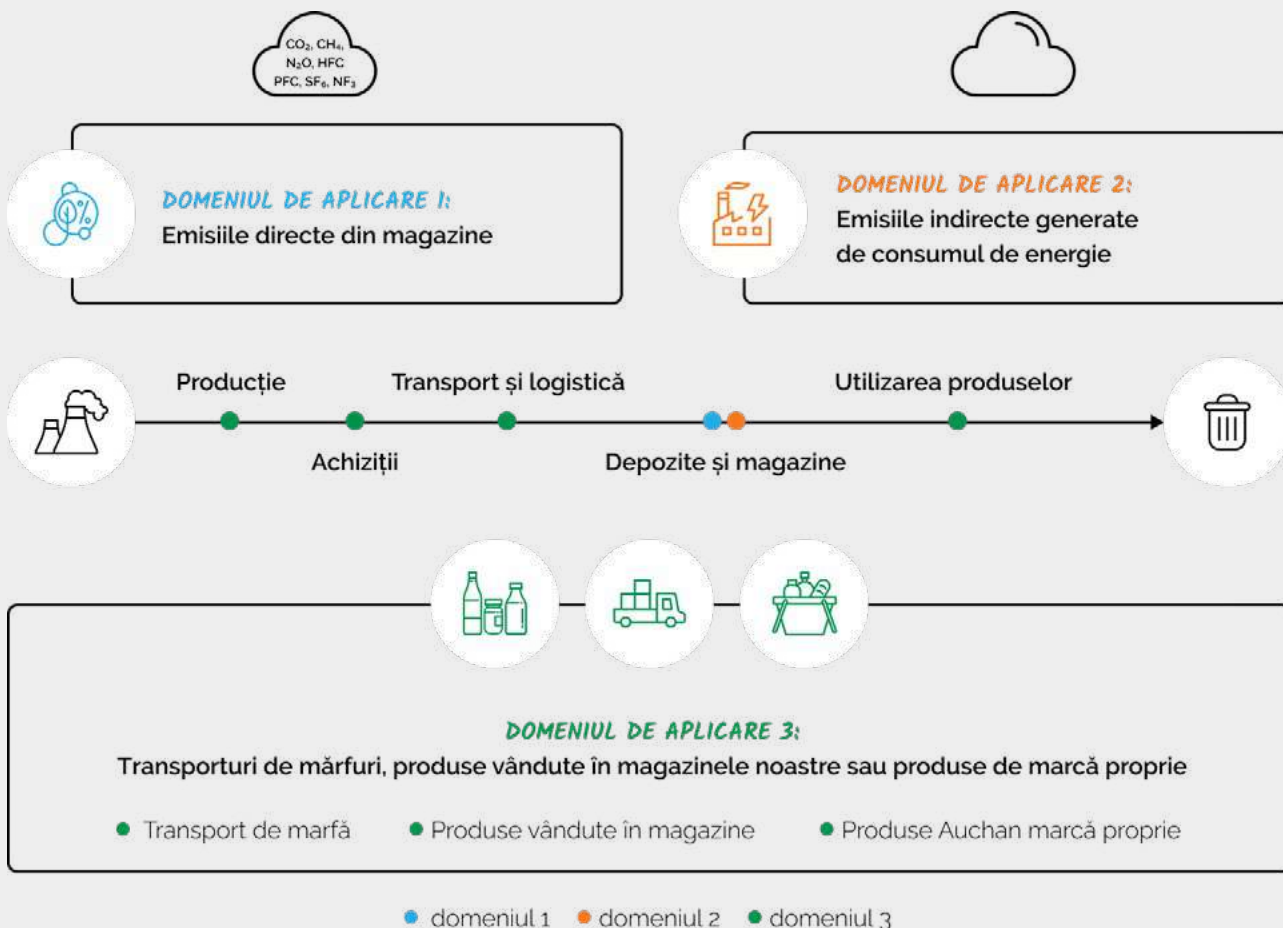 CO₂, CH₄,
N₂O, HFC
PFC, SF₆, NF₃
DOMENIUL DE APLICARE 1:
Emisiile directe din magazine
DOMENIUL DE APLICARE 2:
Emisiile indirecte generate
de consumul de energie
Producție
Transport și logistică
Utilizarea produselor
Achiziții
Depozite și magazine
DOMENIUL DE APLICARE 3:
Transporturi de mărfuri, produse vândute în magazinele noastre sau produse de marcă proprie
Transport de marfă
Produse vândute în magazine
Produse Auchan marcă proprie
domeniul 1
domeniul 2
domeniul 3